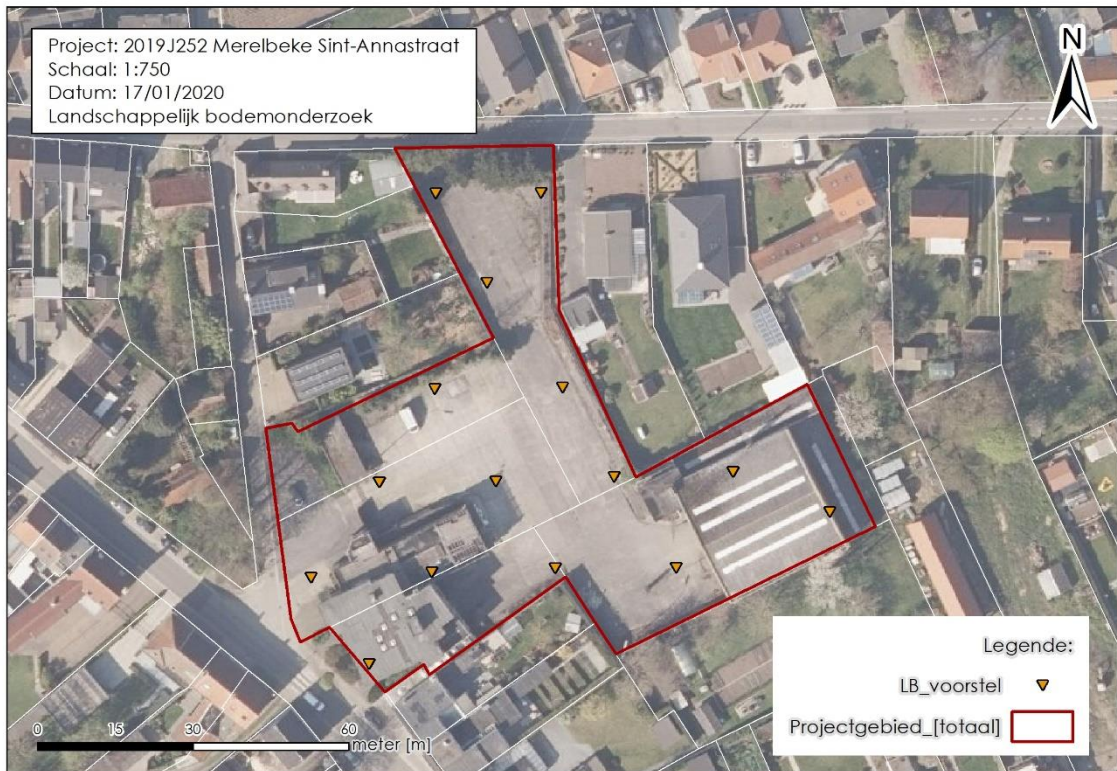 Project: 2019J252 Merelbeke Sint-Annastraat
Schaal: 1:750
Datum: 17/01/2020
Landschappelijk bodemonderzoek
N
Legende:
LB_voorstel
Projectgebied_[totaal]
0 15 30 60
meter [m]